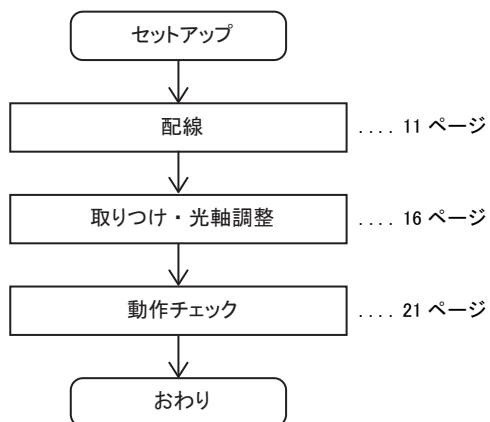 セットアップ
配線 .... 11 ページ
取りつけ・光軸調整 .... 16 ページ
動作チェック .... 21 ページ
おわり